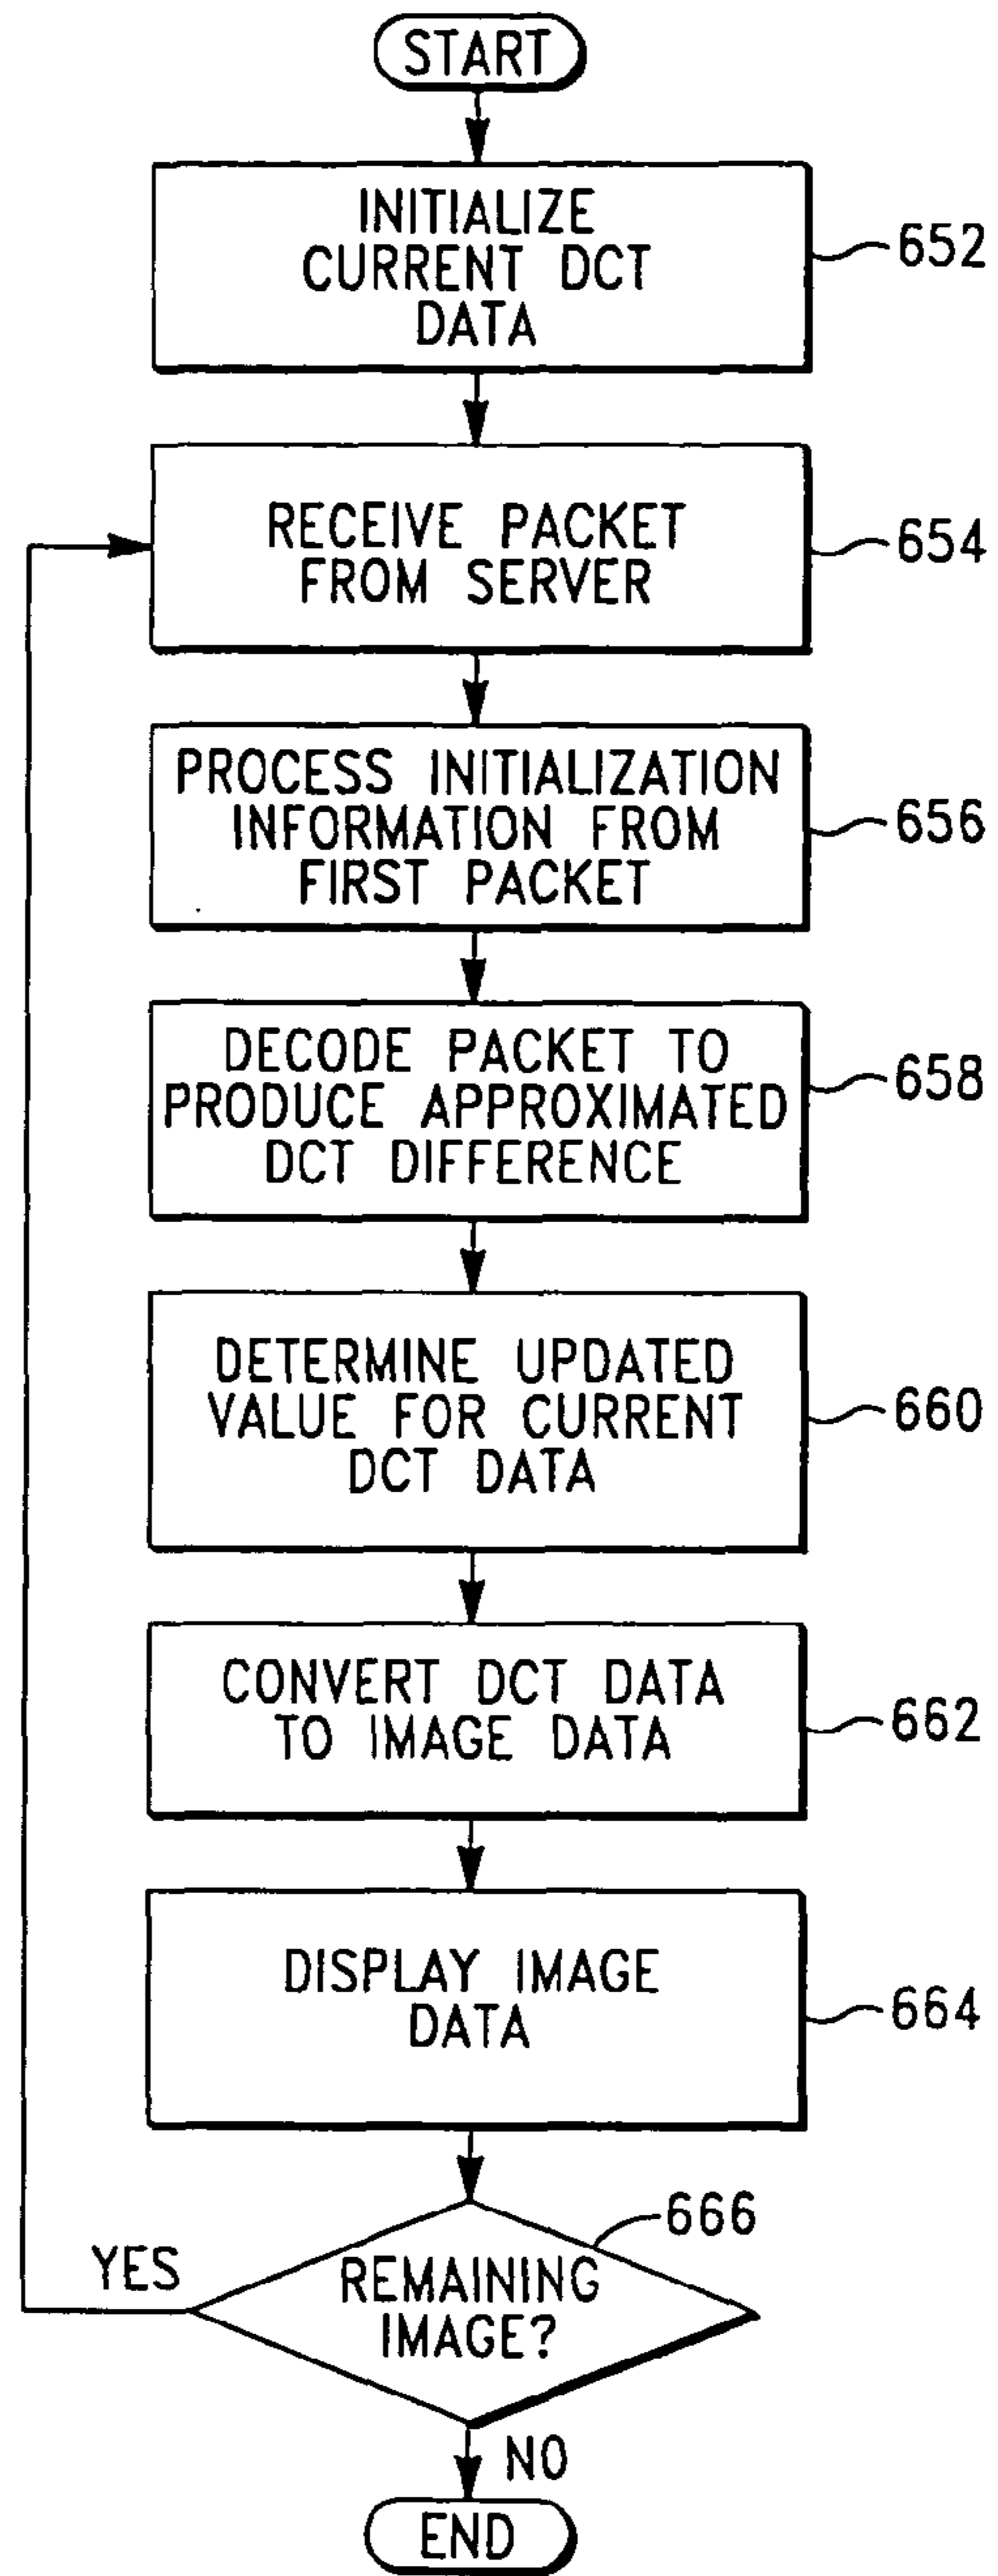 START
INITIALIZE
CURRENT DCT
DATA
652
RECEIVE PACKET
FROM SERVER
654
PROCESS INITIALIZATION
INFORMATION FROM
FIRST PACKET
656
DECODE PACKET TO
PRODUCE APPROXIMATED
DCT DIFFERENCE
658
DETERMINE UPDATED
VALUE FOR CURRENT
DCT DATA
660
CONVERT DCT DATA
TO IMAGE DATA
662
DISPLAY IMAGE
DATA
664
666
YES
REMAINING
IMAGE?
NO
END